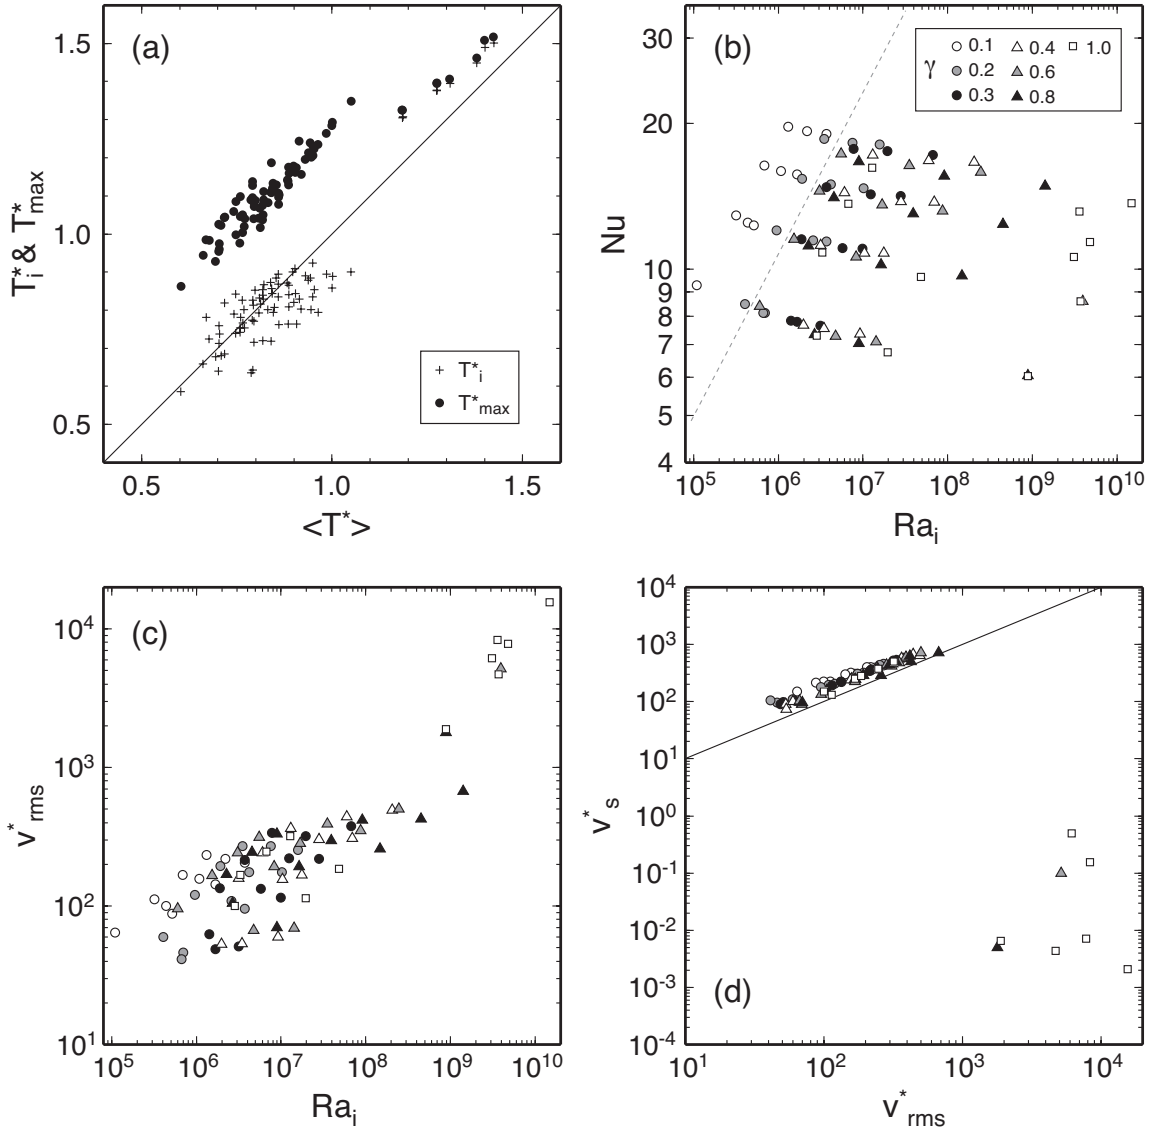 (a)
1.5
1.0
0.5
T*i & T*max
T*i
T*max
0.5 1.0 1.5
<T*>
(b)
30
20
10
9
8
7
6
5
4
Nu
γ
0.1 0.4 1.0
0.2 0.6
0.3 0.8
10^5 10^6 10^7 10^8 10^9 10^10
Ra_i
(c)
10^4
10^3
10^2
10^1
v*rms
10^5 10^6 10^7 10^8 10^9 10^10
Ra_i
10^4
10^3
10^2
10^1
10^0
10^-1
10^-2
10^-3
10^-4
v*s
(d)
10^1 10^2 10^3 10^4
v*rms